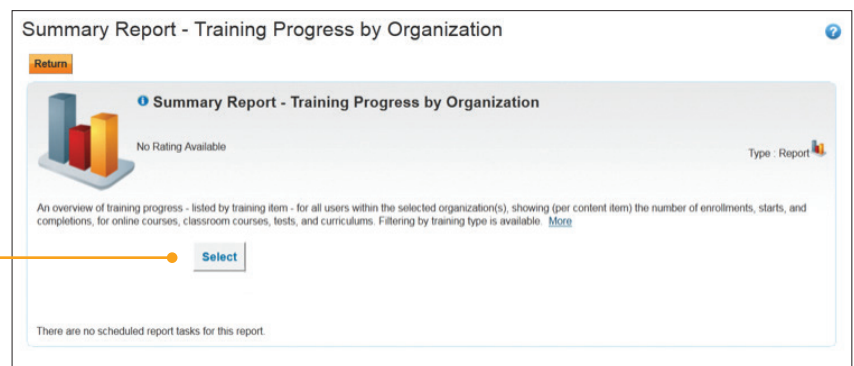 Summary Report - Training Progress by Organization
Return
Summary Report - Training Progress by Organization
No Rating Available
Type : Report
An overview of training progress - listed by training item - for all users within the selected organization(s), showing (per content item) the number of enrollments, starts, and
completions, for online courses, classroom courses, tests, and curriculums. Filtering by training type is available. More
Select
There are no scheduled report tasks for this report.